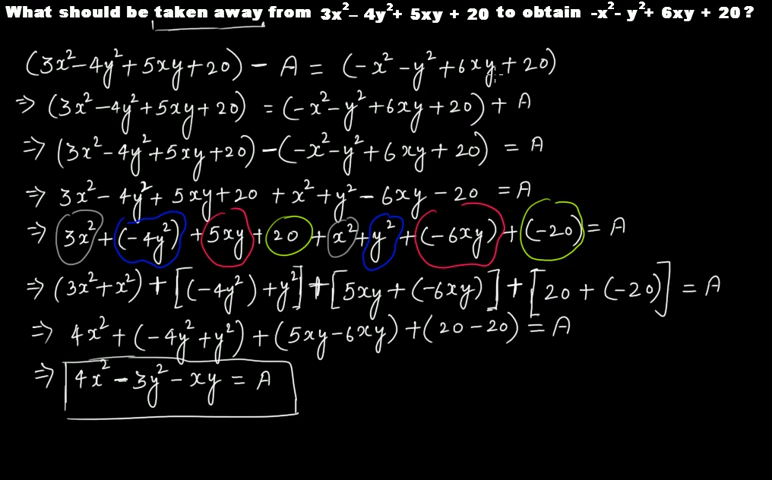 What should be taken away from 3x²– 4y²+ 5xy + 20 to obtain -x²- y²+ 6xy + 20?
(3x²-4y²+5xy+20) - A = (-x²-y²+6xy+20)
⇒ (3x²-4y²+5xy+20) = (-x²-y²+6xy+20) + A
⇒ (3x²-4y²+5xy+20) - (-x²-y²+6xy+20) = A
⇒ 3x²-4y²+5xy+20 + x²+y²-6xy-20 = A
⇒ 3x²+(-4y²)+5xy+20+x²+y²+(-6xy)+(-20) = A
⇒ (3x²+x²)+[(-4y²)+y²]+[5xy+(-6xy)]+[20+(-20)] = A
⇒ 4x²+(-4y²+y²)+(5xy-6xy)+(20-20) = A
⇒ 4x²-3y²-xy = A